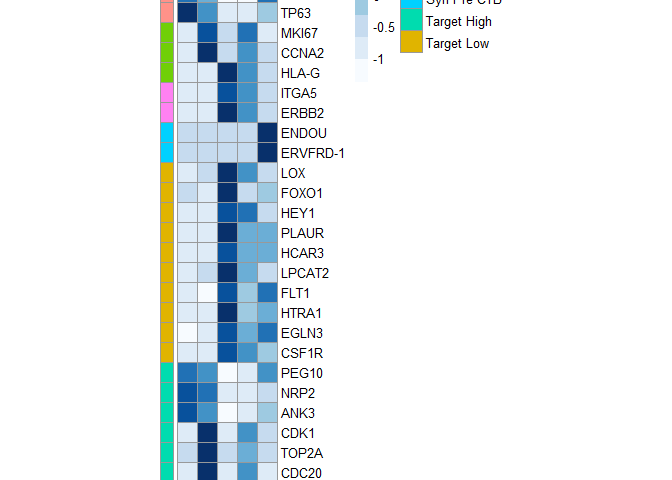 TP63
MKI67
CCNA2
HLA-G
ITGA5
ERBB2
ENDOU
ERVFRD-1
LOX
FOXO1
HEY1
PLAUR
HCAR3
LPCAT2
FLT1
HTRA1
EGLN3
CSF1R
PEG10
NRP2
ANK3
CDK1
TOP2A
CDC20
-0.5
-1
Target High
Target Low